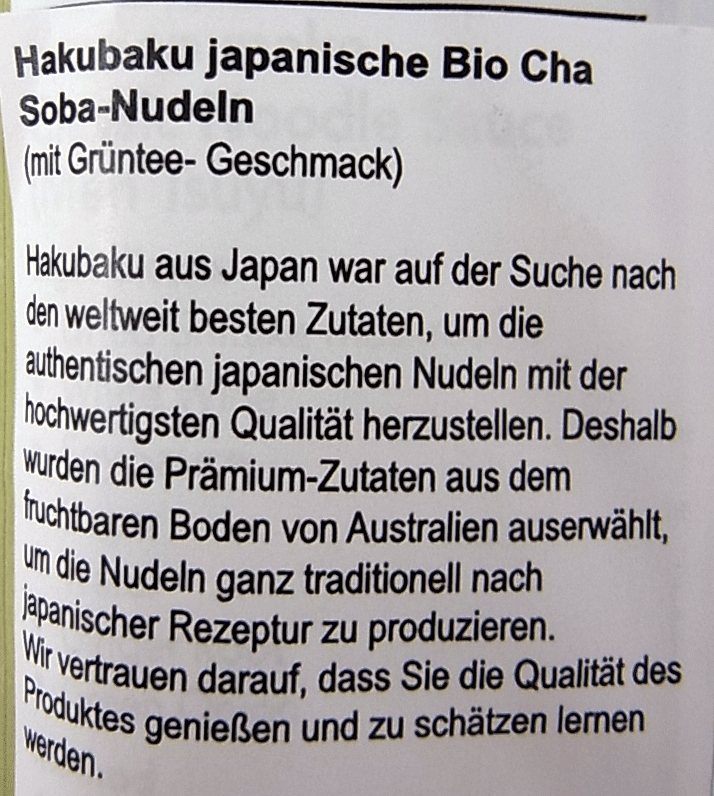 Hakubaku japanische Bio Cha
Soba-Nudeln
(mit Grüntee- Geschmack)
Hakubaku aus Japan war auf der Suche nach
den weltweit besten Zutaten, um die
authentischen japanischen Nudeln mit der
hochwertigsten Qualität herzustellen. Deshalb
wurden die Prämium-Zutaten aus dem
fruchtbaren Boden von Australien auserwählt,
um die Nudeln ganz traditionell nach
japanischer Rezeptur zu produzieren.
Wir vertrauen darauf, dass Sie die Qualität des
Produktes genießen und zu schätzen lernen
werden.